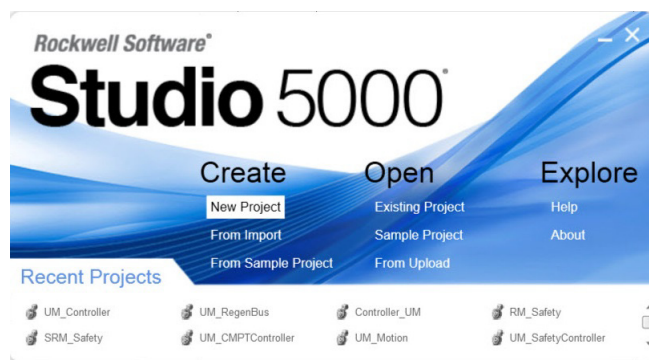 Rockwell Software®
Studio 5000®
Create Open Explore
New Project Existing Project Help
From Import Sample Project About
From Sample Project From Upload
Recent Projects
UM_Controller UM_RegenBus Controller_UM RM_Safety
SRM_Safety UM_CMPTController UM_Motion UM_SafetyController